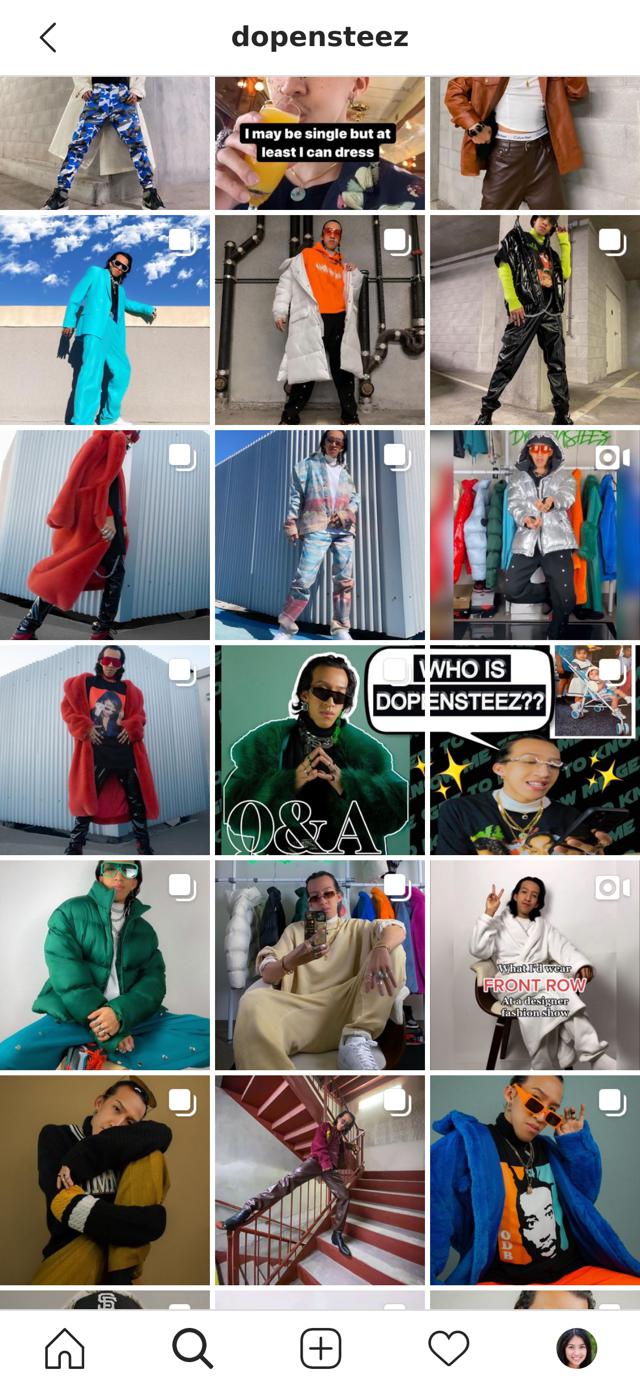 dopensteez
I may be single but at
least I can dress
WHO IS
DOPENSTEEZ??
Q&A
What I'd wear
FRONT ROW
At a designer
fashion show
ODB